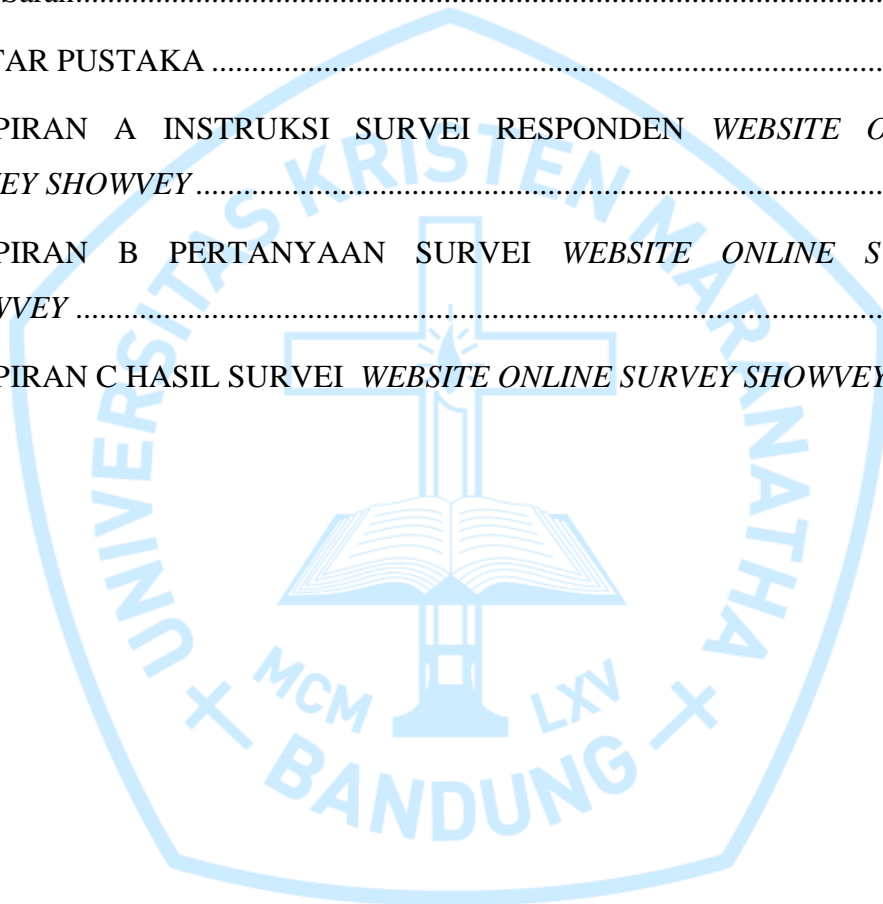 Saran..........................................................................................................
TAR PUSTAKA ...................................................................................
PIRAN A INSTRUKSI SURVEI RESPONDEN WEBSITE O
VEY SHOWVEY .....................................................................................
PIRAN B PERTANYAAN SURVEI WEBSITE ONLINE S
WVEY ....................................................................................................
PIRAN C HASIL SURVEI WEBSITE ONLINE SURVEY SHOWVEY
UNIVERSITAS KRISTEN MARANATHA
MCM LXV
BANDUNG